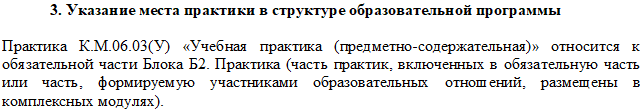 3. Указание места практики в структуре образовательной программы
Практика К.М.06.03(У) «Учебная практика (предметно-содержательная)» относится к
обязательной части Блока Б2. Практика (часть практик, включенных в обязательную часть
или часть, формируемую участниками образовательных отношений, размещены в
комплексных модулях).